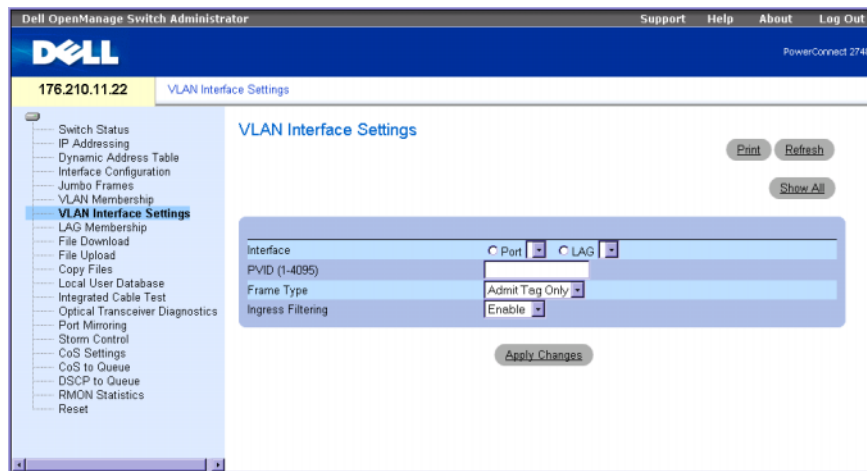 Dell OpenManage Switch Administrator
Support Help About Log Out
DELL
PowerConnect 274
176.210.11.22
VLAN Interface Settings
Switch Status
IP Addressing
Dynamic Address Table
Interface Configuration
Jumbo Frames
VLAN Membership
VLAN Interface Settings
LAG Membership
File Download
File Upload
Copy Files
Local User Database
Integrated Cable Test
Optical Transceiver Diagnostics
Port Mirroring
Storm Control
CoS Settings
CoS to Queue
DSCP to Queue
RMON Statistics
Reset
VLAN Interface Settings
Print Refresh
Show All
Interface Port LAG
PVID (1-4095)
Frame Type Admit Tag Only
Ingress Filtering Enable
Apply Changes